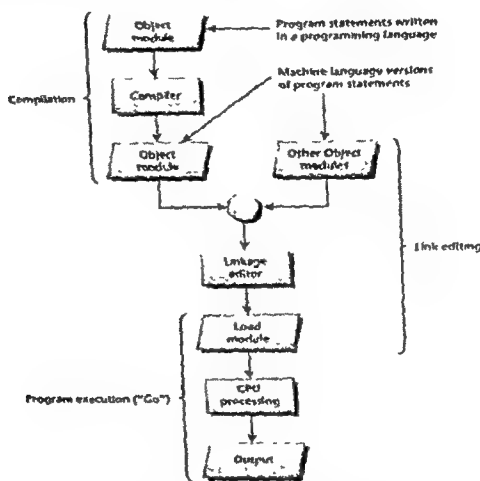 Object
module
Program statements written
in a programming language
Machine language versions
of program statements
Compilation
Compiler
Object
module
Other Object
modules
Linkage
editor
Link editing
Load
module
Program execution ("Go")
CPU
processing
Output